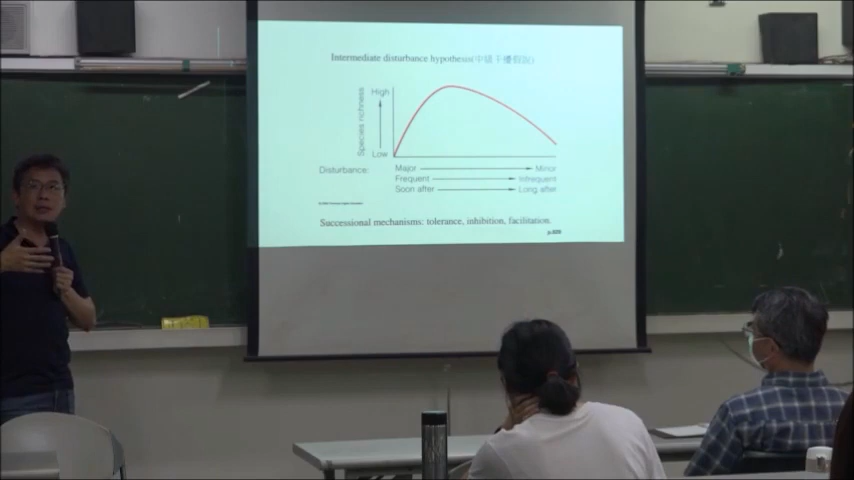 Intermediate disturbance hypothesis(中級干擾假說)
Species richness
High
Low
Disturbance: Major Minor
Frequent Infrequent
Soon after Long after
Successional mechanisms: tolerance, inhibition, facilitation.